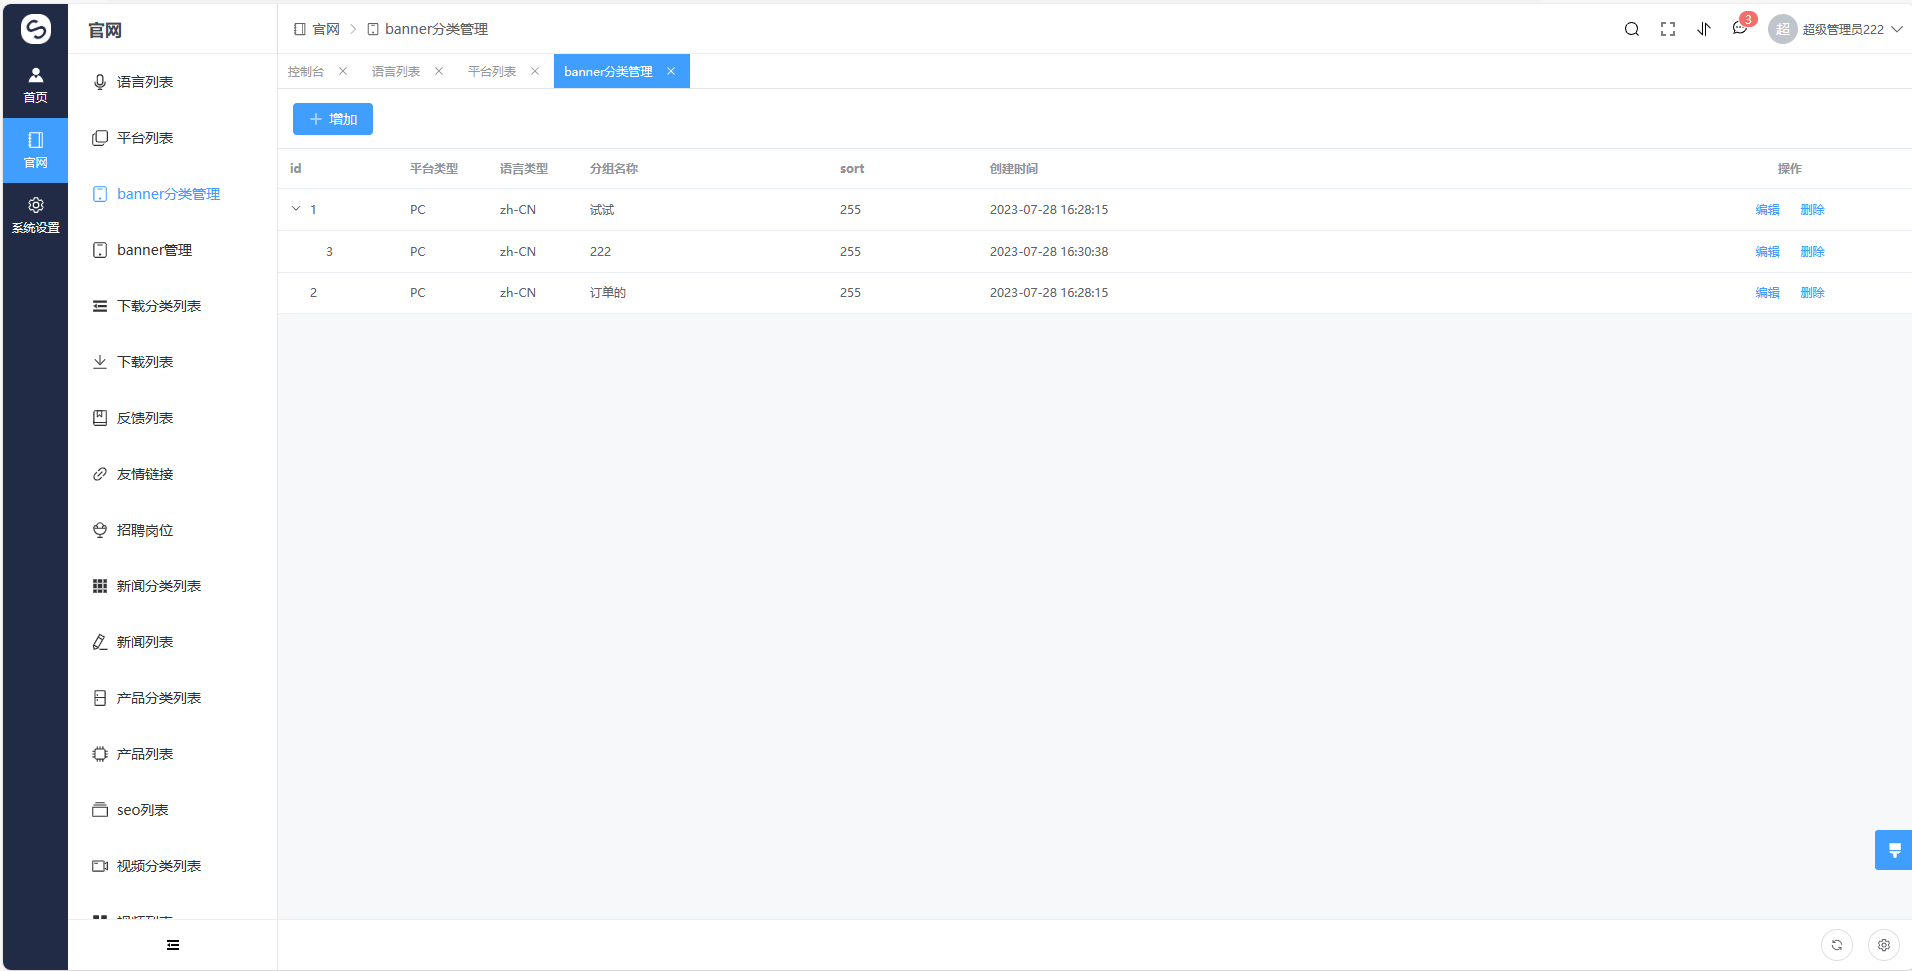 首页
官网
系统设置
官网
语言列表
平台列表
banner分类管理
banner管理
下载分类列表
下载列表
反馈列表
友情链接
招聘岗位
新闻分类列表
新闻列表
产品分类列表
产品列表
seo列表
视频分类列表
视频列表
官网 banner分类管理
3 超 超级管理员222
控制台 语言列表 平台列表 banner分类管理
增加
id 平台类型 语言类型 分组名称 sort 创建时间 操作
1 PC zh-CN 试试 255 2023-07-28 16:28:15 编辑 删除
3 PC zh-CN 222 255 2023-07-28 16:30:38 编辑 删除
2 PC zh-CN 订单的 255 2023-07-28 16:28:15 编辑 删除